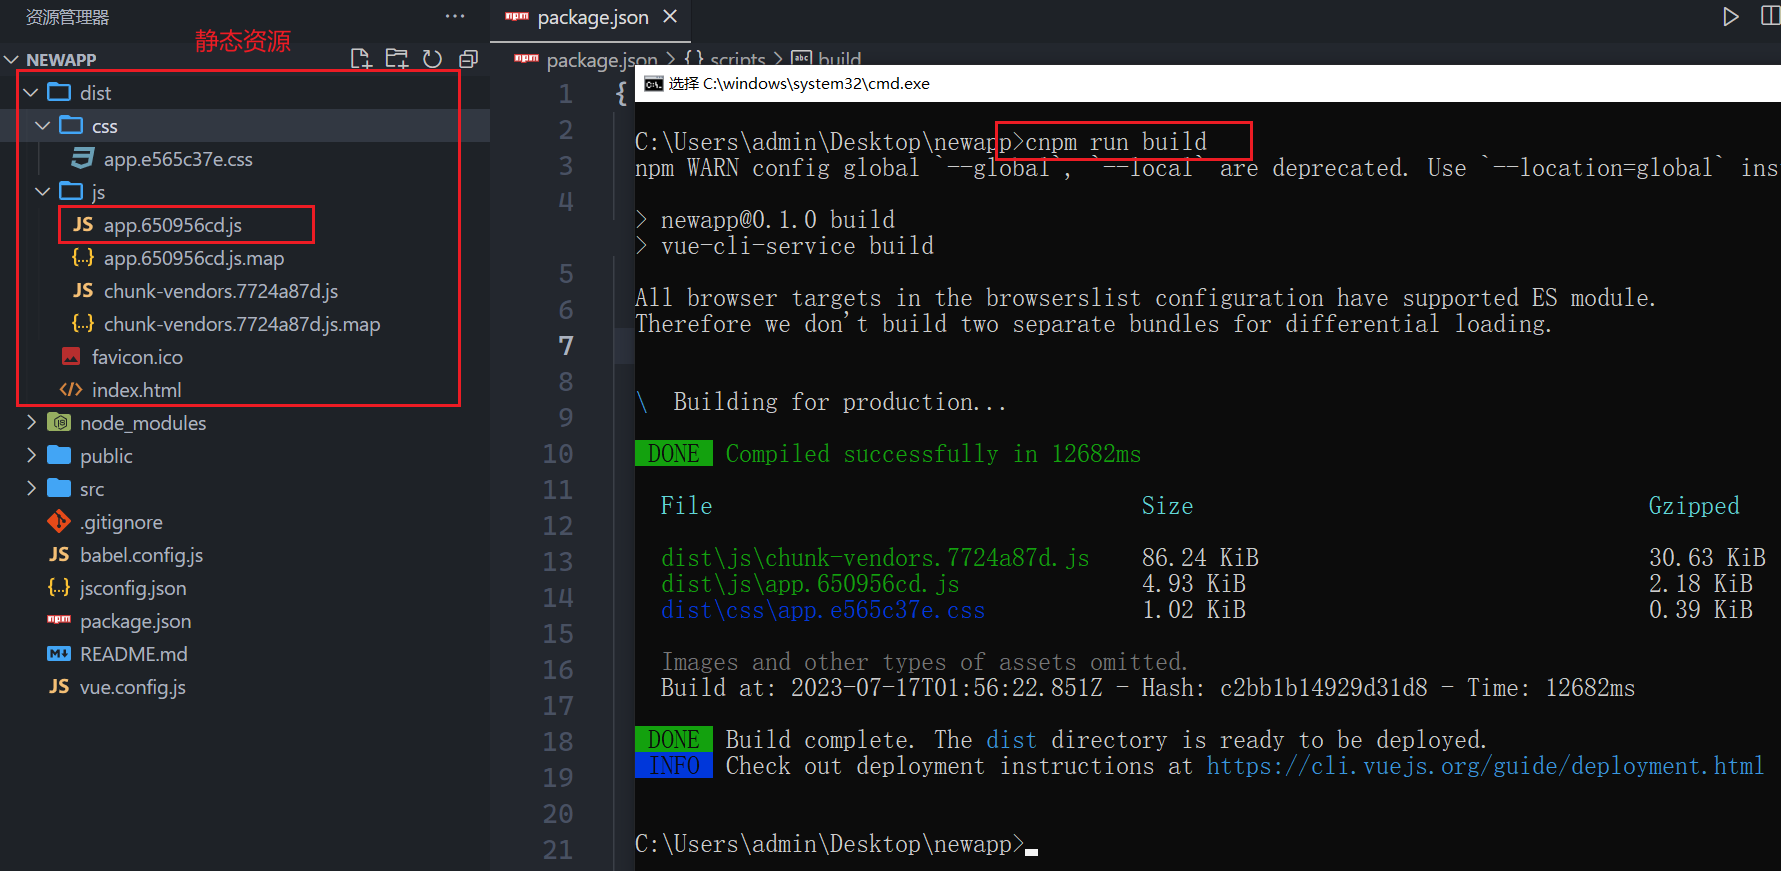 资源管理器
···
静态资源
NEWAPP
dist
css
app.e565c37e.css
js
JS app.650956cd.js
{..} app.650956cd.js.map
JS chunk-vendors.7724a87d.js
{..} chunk-vendors.7724a87d.js.map
favicon.ico
</> index.html
node_modules
public
src
.gitignore
JS babel.config.js
{..} jsconfig.json
npm package.json
M README.md
JS vue.config.js
npm package.json ×
npm package.json > { } scripts > abc build
1 {
2
3
4
5
6
7
8
9
10
11
12
13
14
15
16
17
18
19
20
21
选择 C:\windows\system32\cmd.exe
C:\Users\admin\Desktop\newapp>cnpm run build
npm WARN config global `--global`, `--local` are deprecated. Use `--location=global` ins
> newapp@0.1.0 build
> vue-cli-service build
All browser targets in the browserslist configuration have supported ES module.
Therefore we don't build two separate bundles for differential loading.
\ Building for production...
DONE Compiled successfully in 12682ms
File Size Gzipped
dist\js\chunk-vendors.7724a87d.js 86.24 KiB 30.63 KiB
dist\js\app.650956cd.js 4.93 KiB 2.18 KiB
dist\css\app.e565c37e.css 1.02 KiB 0.39 KiB
Images and other types of assets omitted.
Build at: 2023-07-17T01:56:22.851Z - Hash: c2bb1b14929d31d8 - Time: 12682ms
DONE Build complete. The dist directory is ready to be deployed.
INFO Check out deployment instructions at https://cli.vuejs.org/guide/deployment.html
C:\Users\admin\Desktop\newapp>